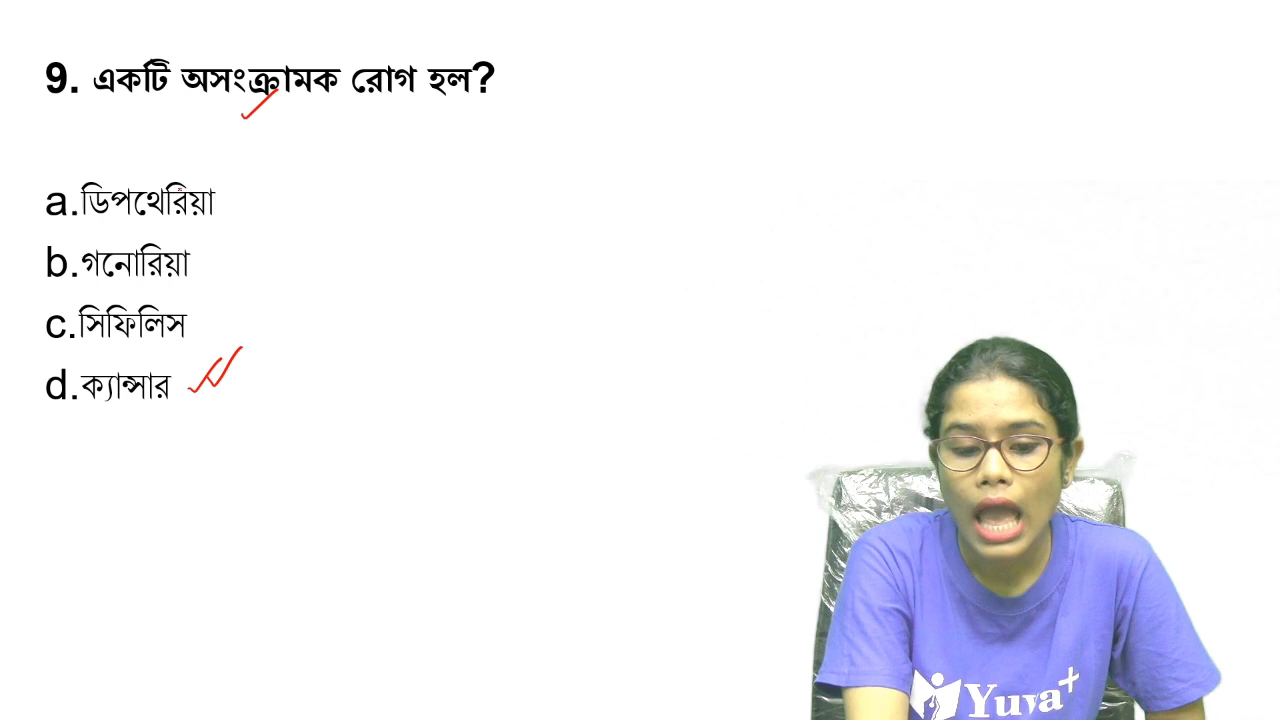 9. একটি অসংক্রামক রোগ হল?
a.ডিপথেরিয়া
b.গনোরিয়া
c.সিফিলিস
d.ক্যান্সার
Yuva+